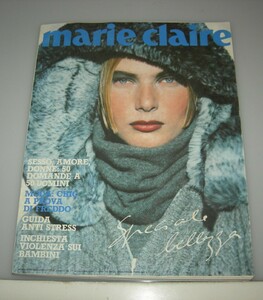 marie claire
SESSO, AMORE
DONNE: 50
DOMANDE A
50 UOMINI
A PROVA
DI FREDDO
GUIDA
ANTI STRESS
INCHIESTA
VIOLENZA SUI
BAMBINI
Speciale
bellezza